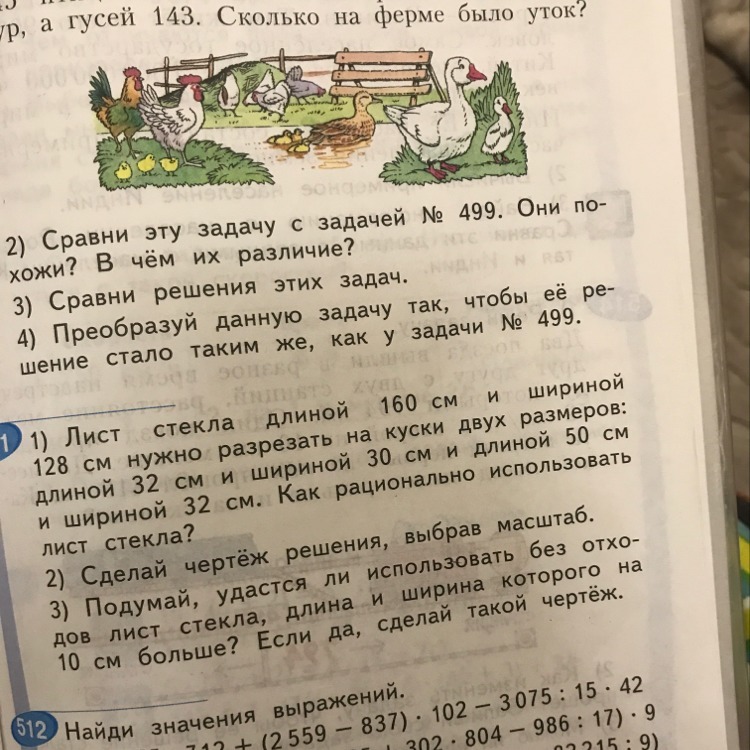 ур, а гусей 143. Сколько на ферме было уток?
2) Сравни эту задачу с задачей № 499. Они по-
хожи? В чём их различие?
3) Сравни решения этих задач.
4) Преобразуй данную задачу так, чтобы её ре-
шение стало таким же, как у задачи № 499.
1 1) Лист стекла длиной 160 см и шириной
128 см нужно разрезать на куски двух размеров:
длиной 32 см и шириной 30 см и длиной 50 см
и шириной 32 см. Как рационально использовать
лист стекла?
2) Сделай чертёж решения, выбрав масштаб.
3) Подумай, удастся ли использовать без отхо-
дов лист стекла, длина и ширина которого на
10 см больше? Если да, сделай такой чертёж.
512 Найди значения выражений.
712 + (2 559 − 837) · 102 − 3 075 : 15 · 42
+ 302 · 804 − 986 : 17) · 9
215 : 9)